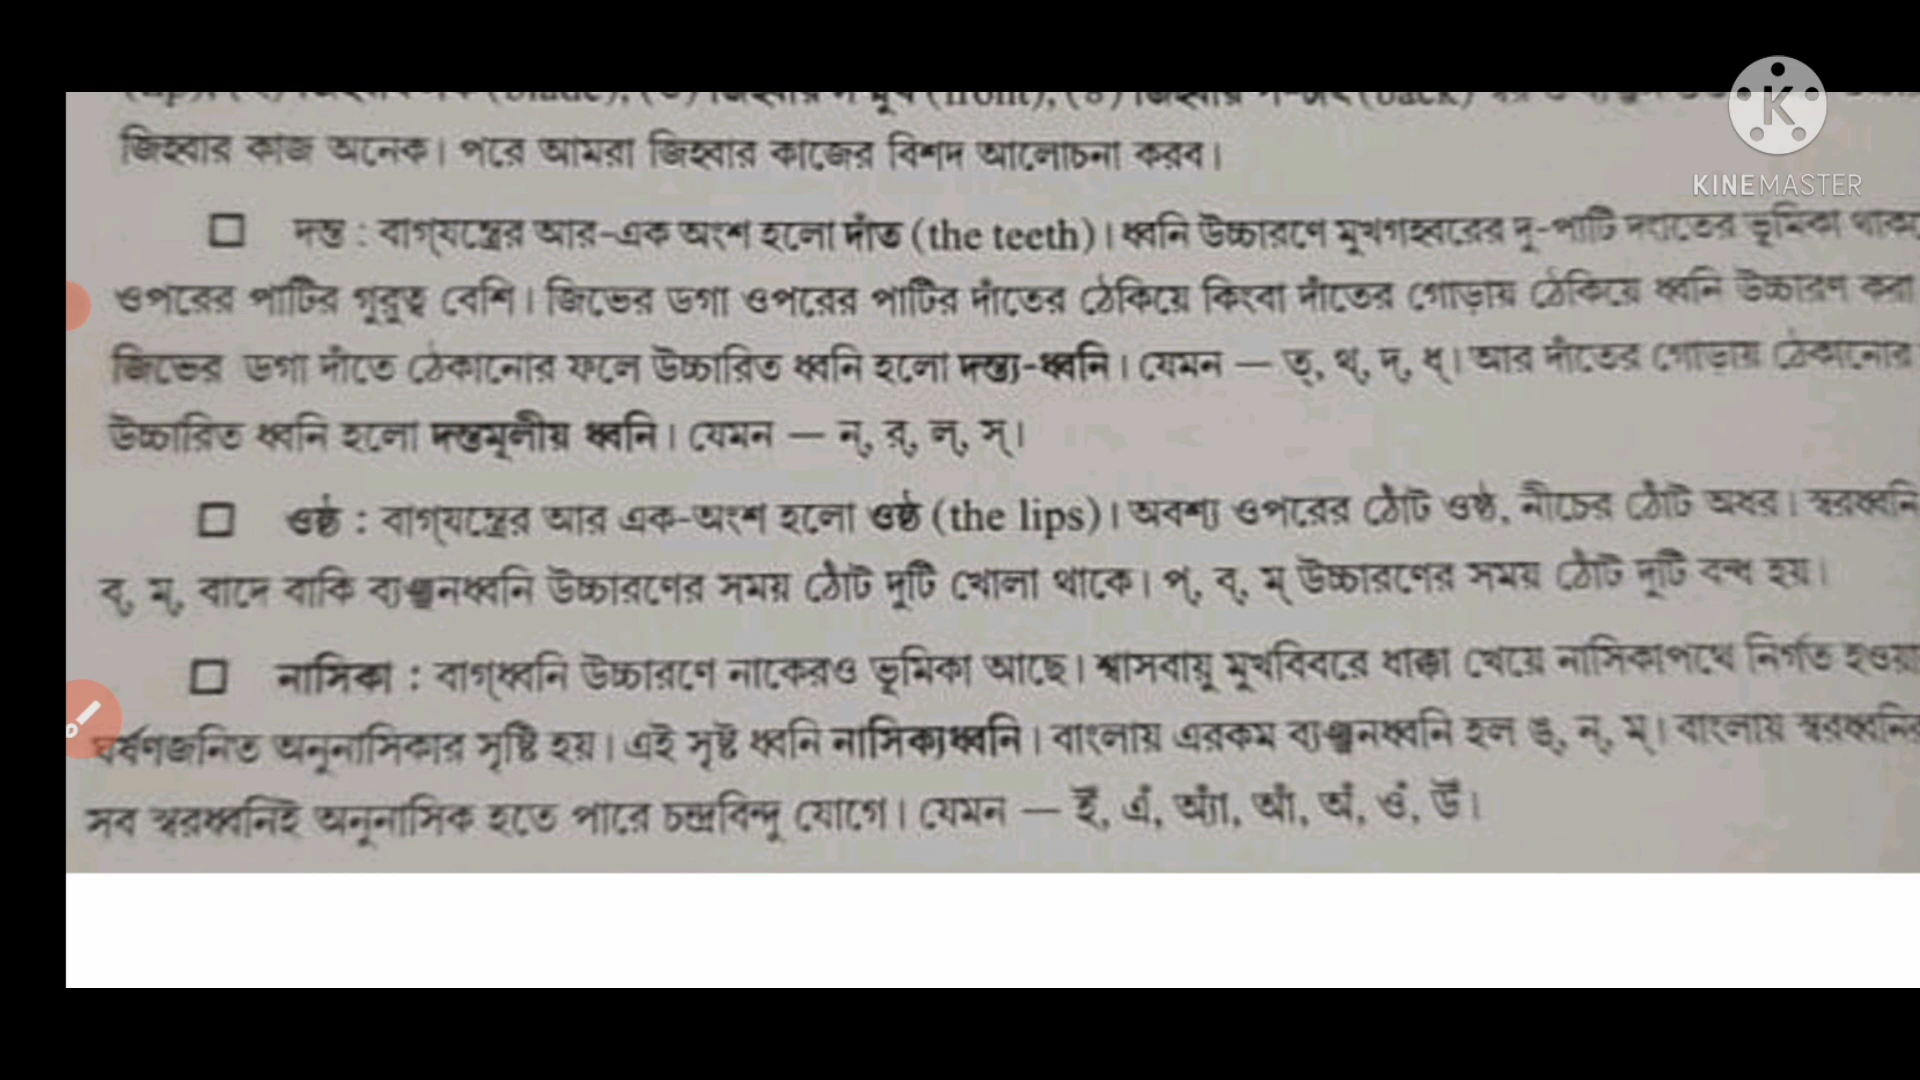 জিহ্বার কাজ অনেক। পরে আমরা জিহ্বার কাজের বিশদ আলোচনা করব।
KINEMASTER
□ দন্ত : বাগ্‌যন্ত্রের আর-এক অংশ হলো দাঁত (the teeth)। ধ্বনি উচ্চারণে মুখগহ্বরের দু-পাটি দাঁতের ভূমিকা
ওপরের পাটির গুরুত্ব বেশি। জিভের ডগা ওপরের পাটির দাঁতের ঠেকিয়ে কিংবা দাঁতের গোড়ায় ঠেকিয়ে ধ্বনি উচ্চারণ করা
জিভের ডগা দাঁতে ঠেকানোর ফলে উচ্চারিত ধ্বনি হলো দন্ত্য-ধ্বনি। যেমন — ত্, থ্, দ্, ধ্। আর দাঁতের গোড়ায় ঠেকানোর
উচ্চারিত ধ্বনি হলো দন্তমূলীয় ধ্বনি। যেমন — ন্, র্, ল্, স্।
□ ওষ্ঠ : বাগ্‌যন্ত্রের আর এক-অংশ হলো ওষ্ঠ (the lips)। অবশ্য ওপরের ঠোঁট ওষ্ঠ, নীচের ঠোঁট অধর। স্বরধ্বনি
ব্, ম্, বাদে বাকি ব্যঞ্জনধ্বনি উচ্চারণের সময় ঠোঁট দুটি খোলা থাকে। প্, ব্, ম্ উচ্চারণের সময় ঠোঁট দুটি বন্ধ হয়।
□ নাসিকা : বাগ্‌ধ্বনি উচ্চারণে নাকেরও ভূমিকা আছে। শ্বাসবায়ু মুখবিবরে ধাক্কা খেয়ে নাসিকাপথে নির্গত হওয়া
ঘর্ষণজনিত অনুনাসিকার সৃষ্টি হয়। এই সৃষ্ট ধ্বনি নাসিক্যধ্বনি। বাংলায় এরকম ব্যঞ্জনধ্বনি হল ঙ্, ন্, ম্। বাংলায় স্বরধ্বনির
সব স্বরধ্বনিই অনুনাসিক হতে পারে চন্দ্রবিন্দু যোগে। যেমন — ইঁ, এঁ, অ্যাঁ, আঁ, অঁ, ওঁ, উঁ।